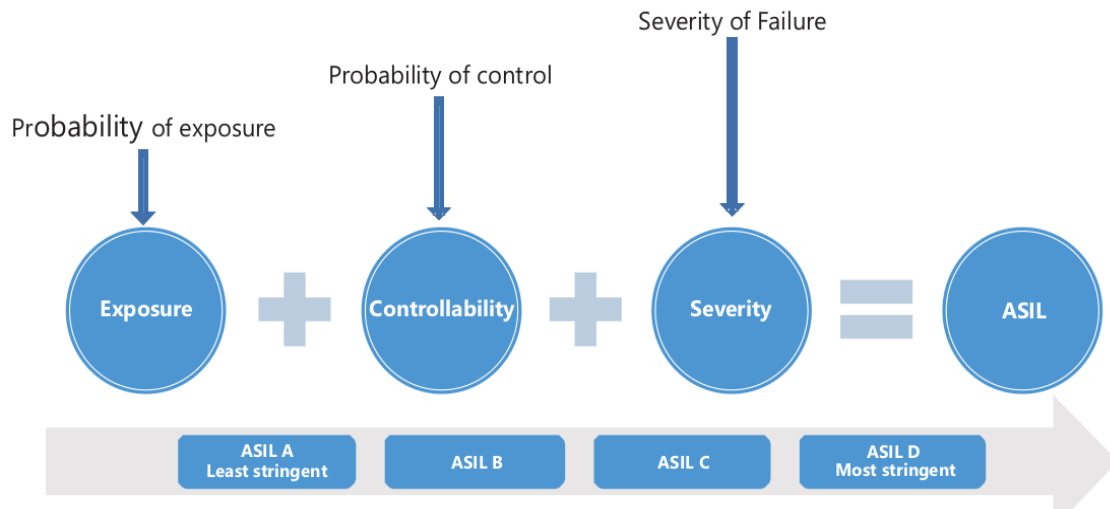 Severity of Failure
Probability of control
Probability of exposure
Exposure
Controllability
Severity
ASIL
ASIL A
Least stringent
ASIL B
ASIL C
ASIL D
Most stringent